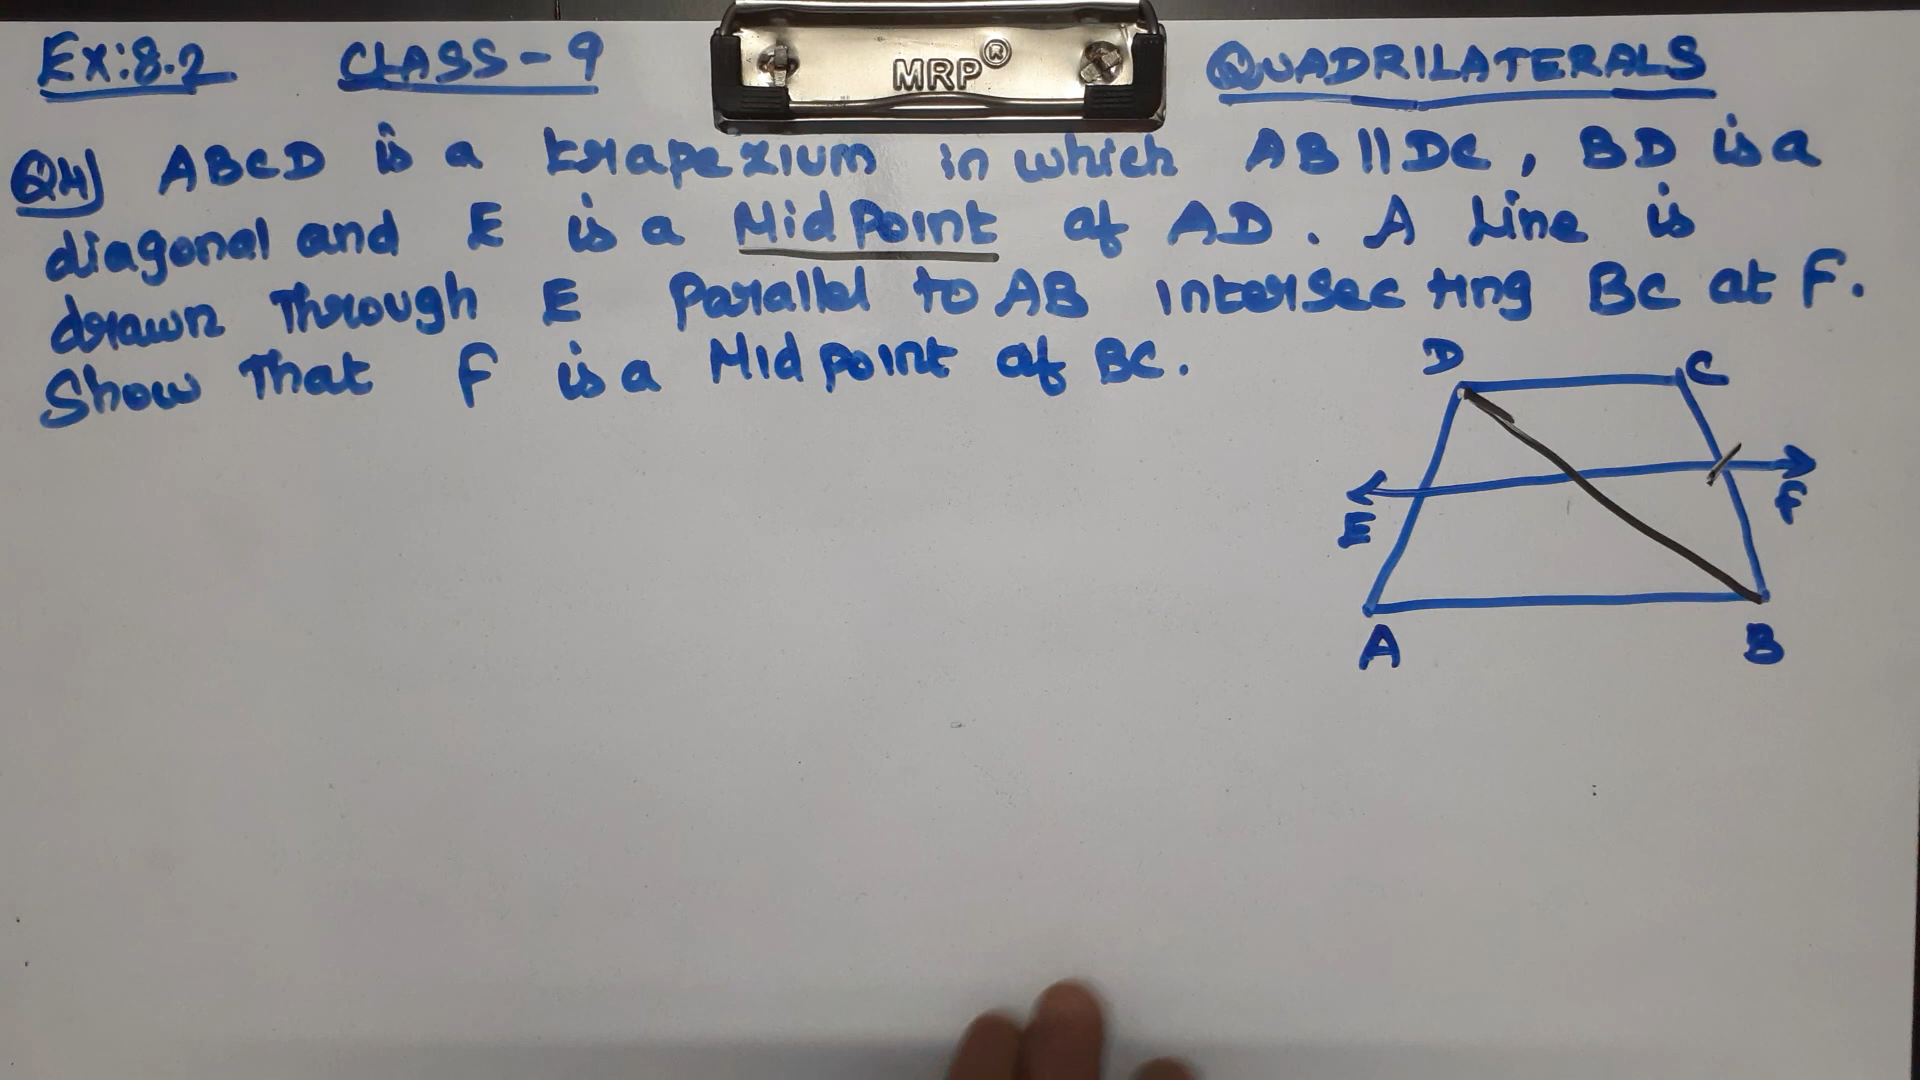 Ex:8.2 CLASS-9 MRP® QUADRILATERALS
Q4) ABCD is a trapezium in which AB||DC, BD is a
diagonal and E is a Mid Point of AD. A Line is
drawn Through E Parallel to AB intersecting BC at F.
Show That F is a Mid point of BC.
D C
E F
A B